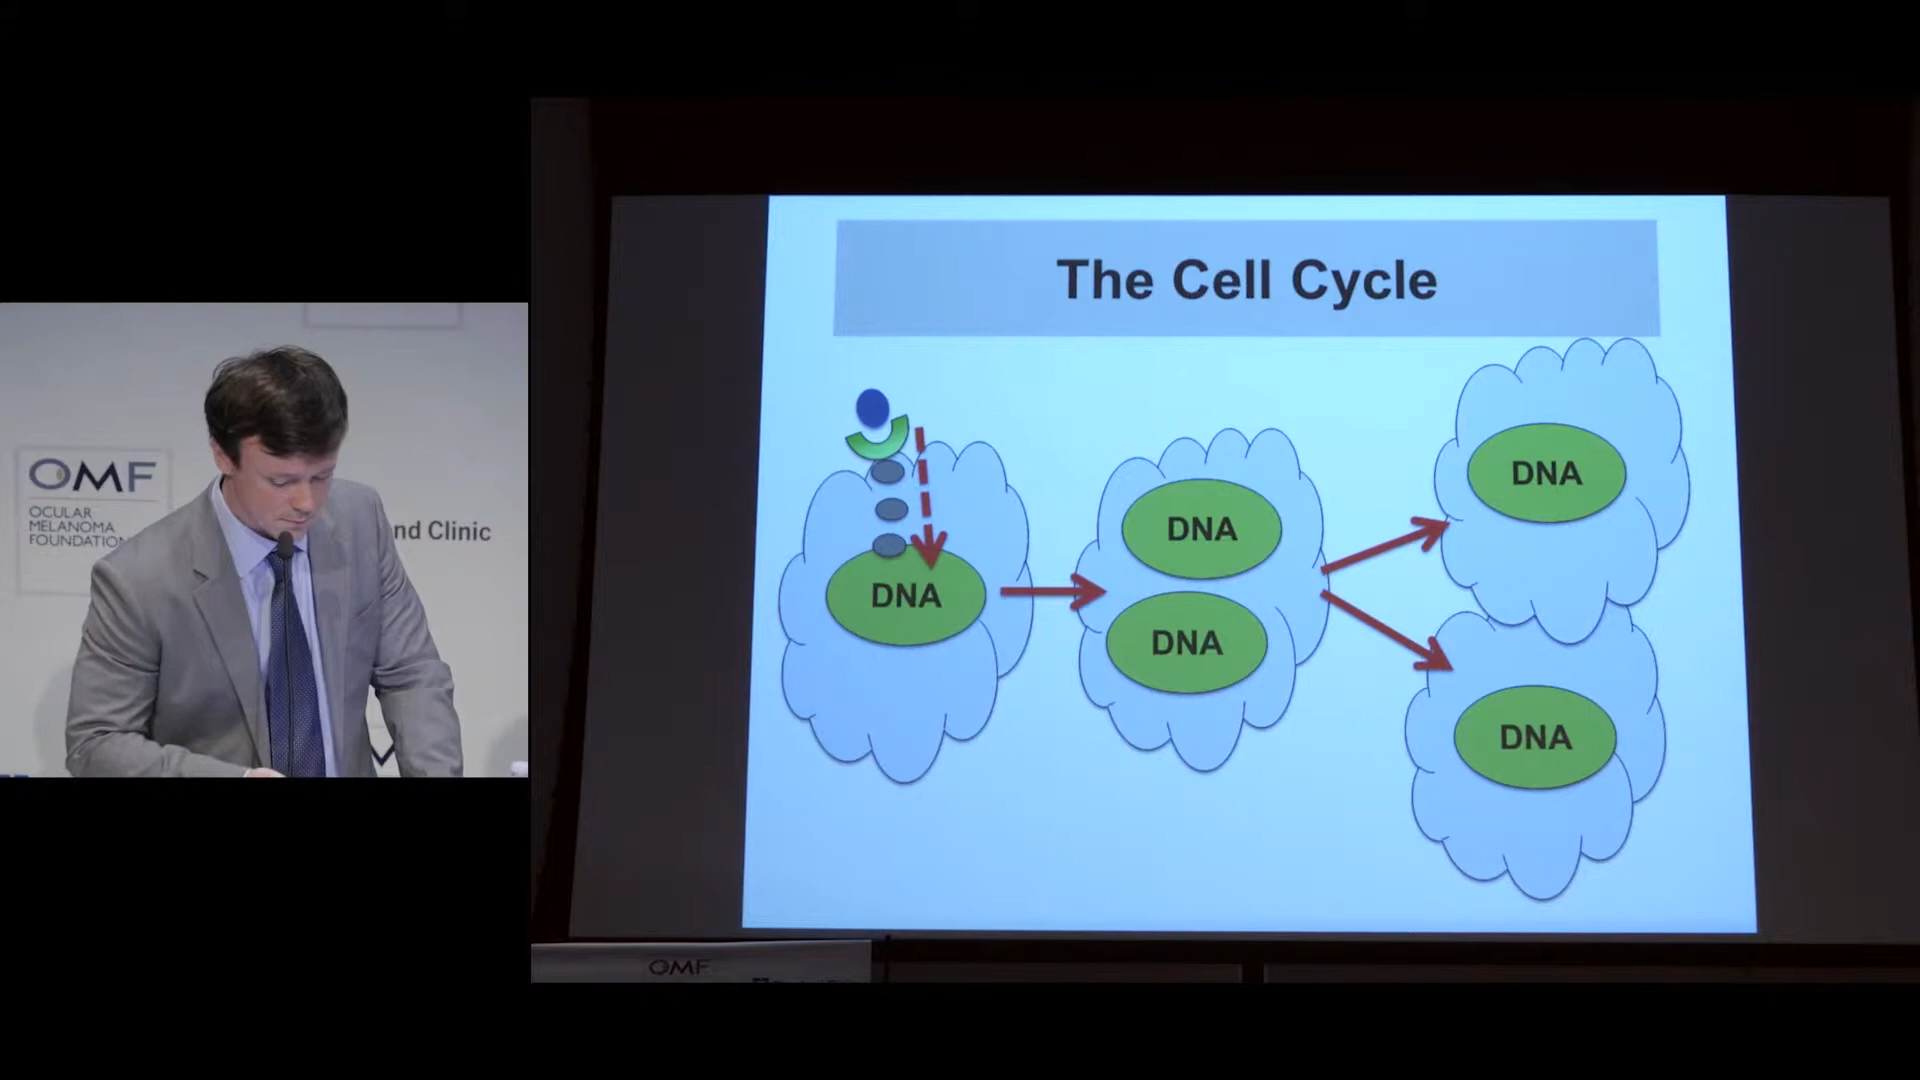 OMF
OCULAR
MELANOMA
FOUNDATION
nd Clinic
The Cell Cycle
DNA
DNA
DNA
DNA
DNA
OMF